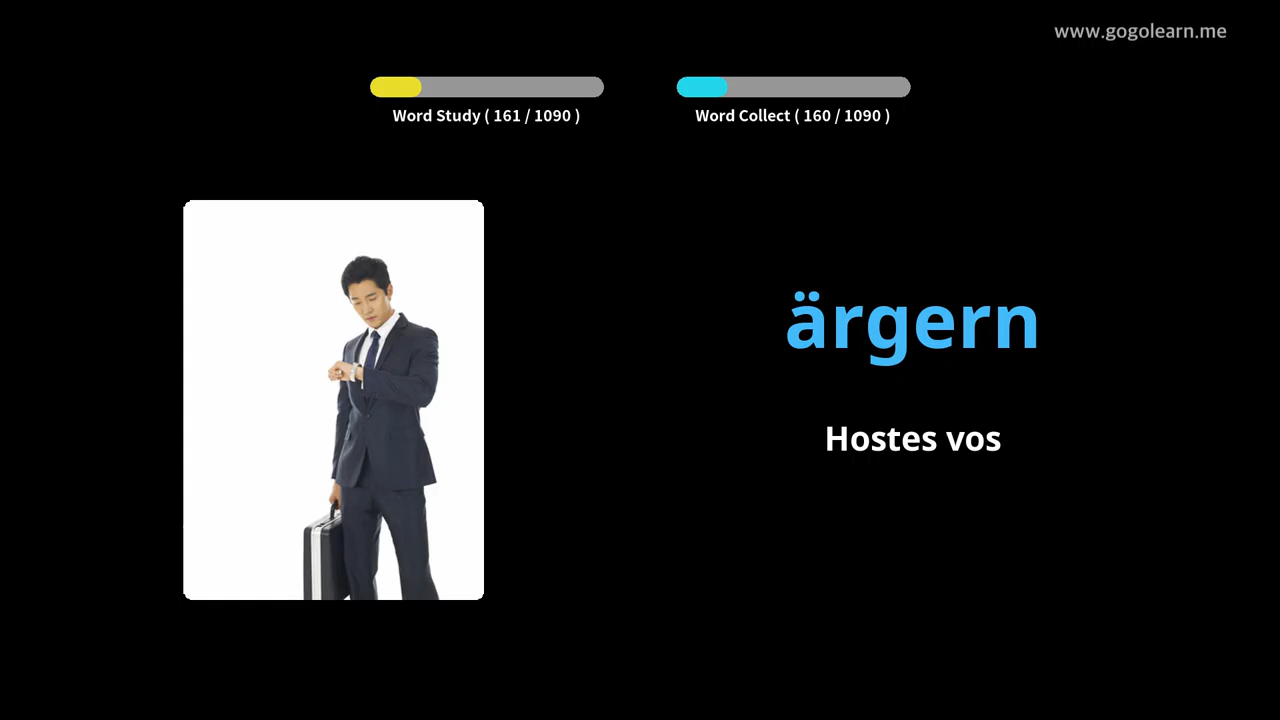 www.gogolearn.me
Word Study ( 161 / 1090 )
Word Collect ( 160 / 1090 )
ärgern
Hostes vos